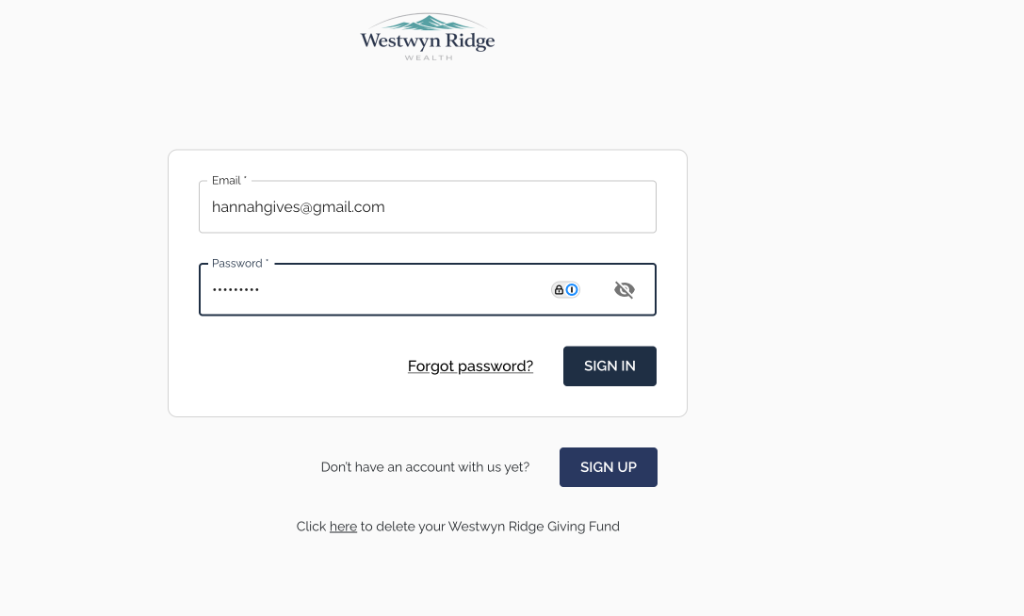 Westwyn Ridge
WEALTH
Email *
hannahgives@gmail.com
Password *
•••••••••
Forgot password?
SIGN IN
Don't have an account with us yet?
SIGN UP
Click here to delete your Westwyn Ridge Giving Fund